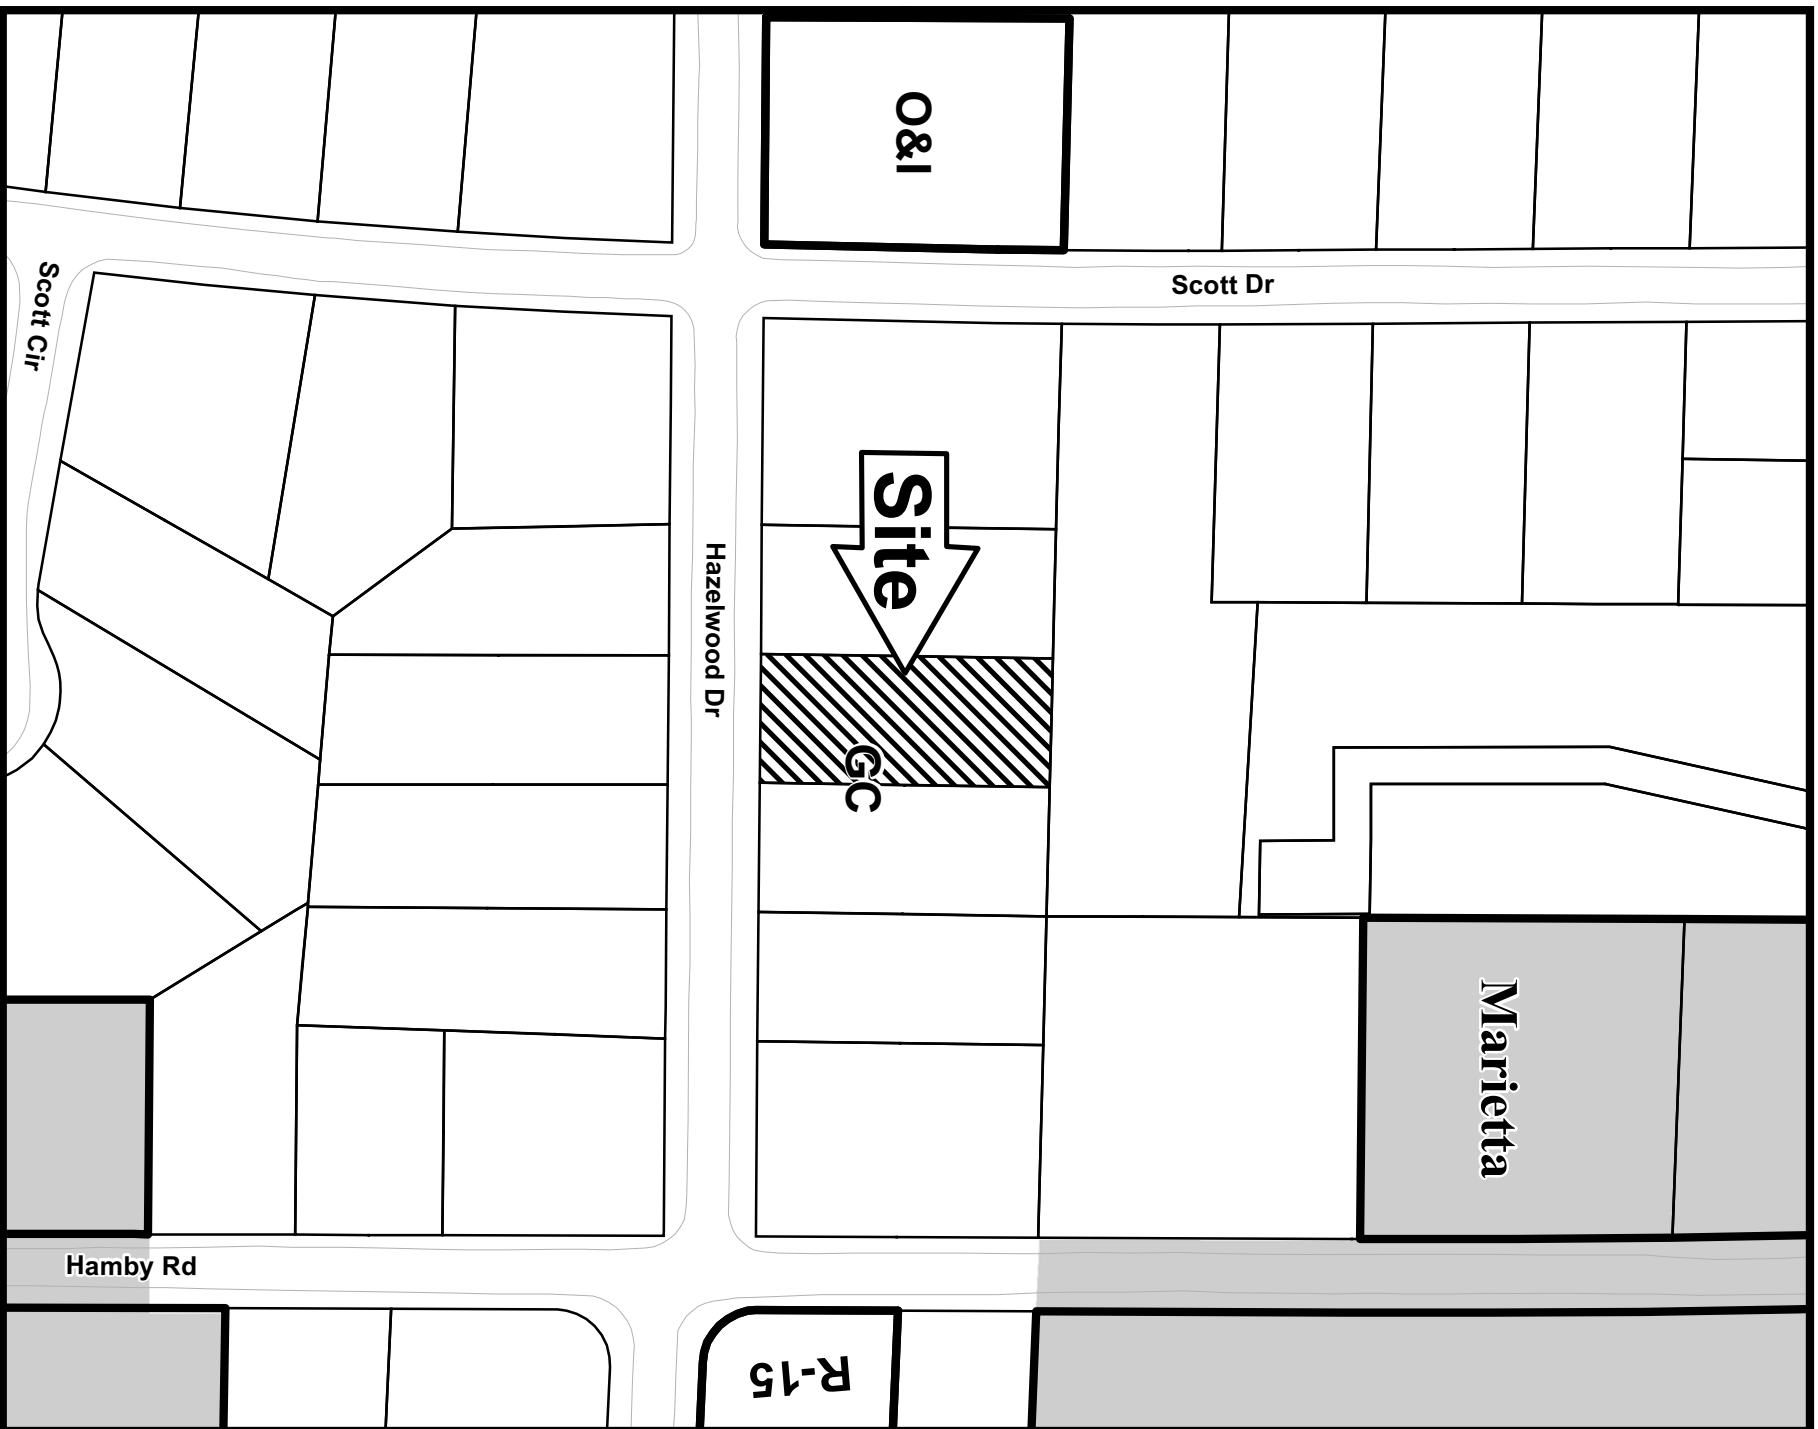 O&I
Scott Dr
Scott Cir
Site
Hazelwood Dr
GC
Marietta
Hamby Rd
R-15